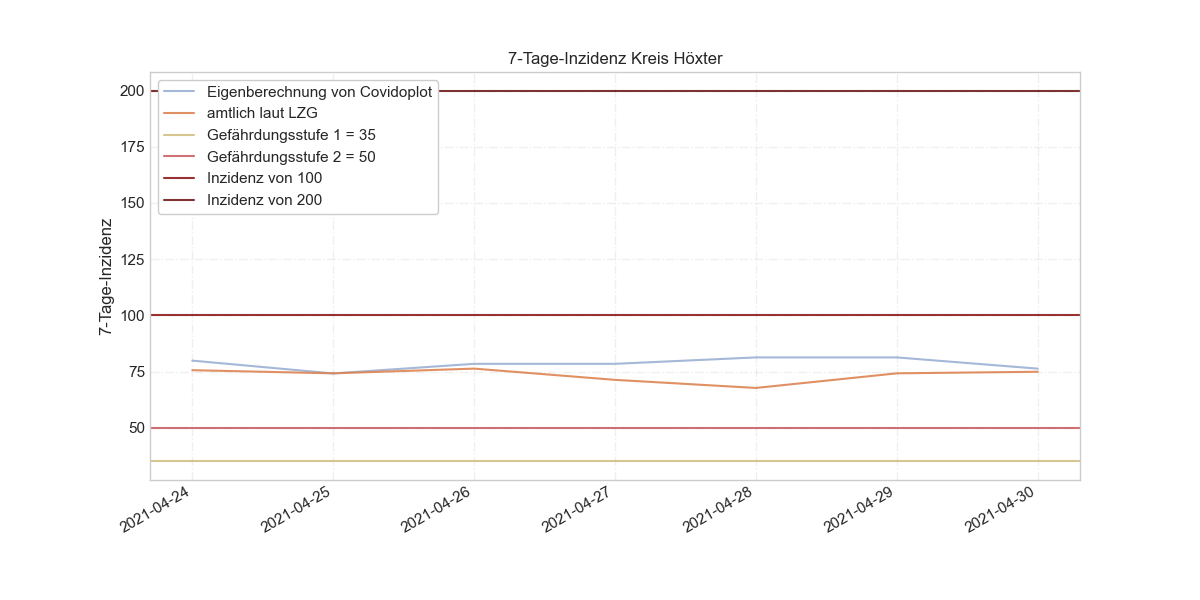 7-Tage-Inzidenz Kreis Höxter
Eigenberechnung von Covidoplot
amtlich laut LZG
Gefährdungsstufe 1 = 35
Gefährdungsstufe 2 = 50
Inzidenz von 100
Inzidenz von 200
7-Tage-Inzidenz
200
175
150
125
100
75
50
2021-04-24
2021-04-25
2021-04-26
2021-04-27
2021-04-28
2021-04-29
2021-04-30